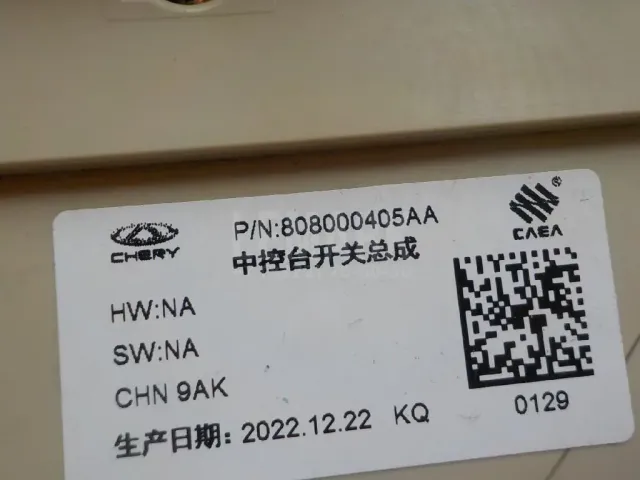 CHERY
P/N:808000405AA
中控台开关总成
CAEA®
HW:NA
SW:NA
CHN 9AK
生产日期: 2022.12.22 KQ
0129